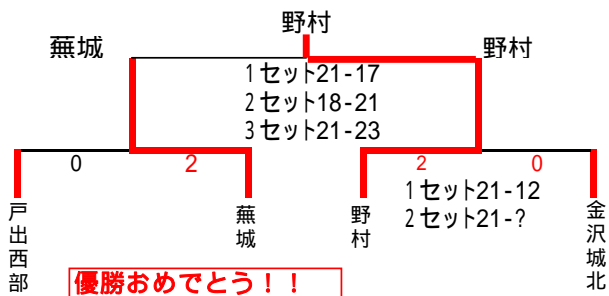 野村
蕪城
野村
1セット21-17
2セット18-21
3セット21-23
0
2
2
0
1セット21-12
2セット21-?
戸出西部
蕪城
野村
金沢城北
優勝おめでとう！！